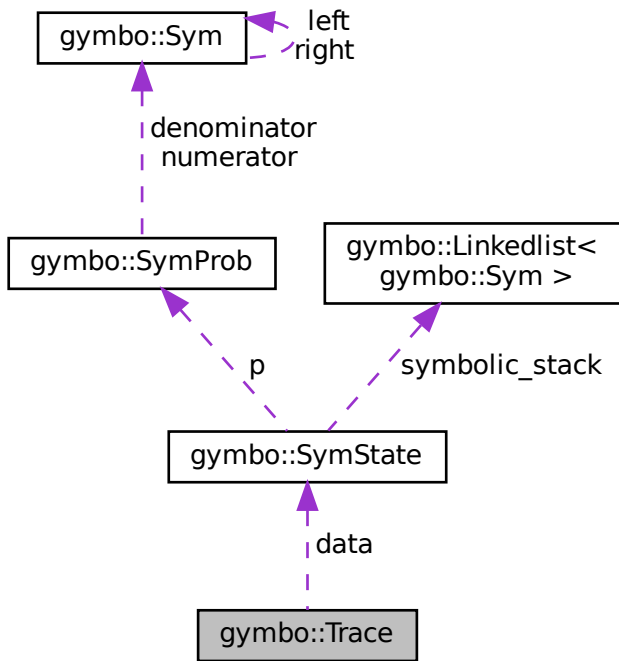 gymbo::Sym
left
right
denominator
numerator
gymbo::SymProb
gymbo::Linkedlist<
gymbo::Sym >
p
symbolic_stack
gymbo::SymState
data
gymbo::Trace